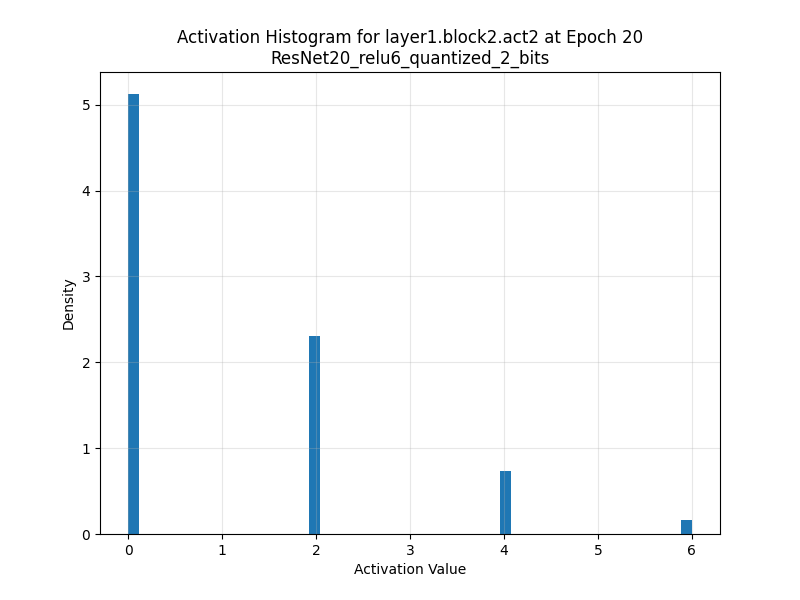 Activation Histogram for layer1.block2.act2 at Epoch 20
ResNet20_relu6_quantized_2_bits
5
4
3
2
1
0
Density
0 1 2 3 4 5 6
Activation Value